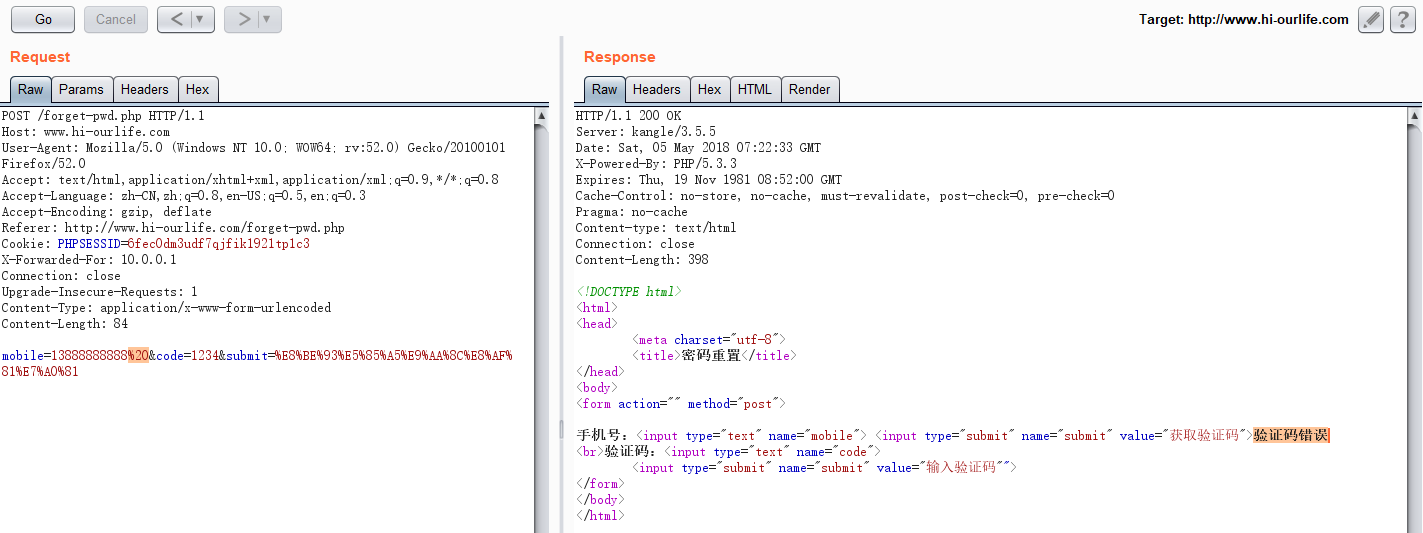 Go Cancel < > Target: http://www.hi-ourlife.com ?
Request
Raw Params Headers Hex
POST /forget-pwd.php HTTP/1.1
Host: www.hi-ourlife.com
User-Agent: Mozilla/5.0 (Windows NT 10.0; WOW64; rv:52.0) Gecko/20100101
Firefox/52.0
Accept: text/html,application/xhtml+xml,application/xml;q=0.9,*/*;q=0.8
Accept-Language: zh-CN,zh;q=0.8,en-US;q=0.5,en;q=0.3
Accept-Encoding: gzip, deflate
Referer: http://www.hi-ourlife.com/forget-pwd.php
Cookie: PHPSESSID=6fec0dm3udf7qjfik1921tp1c3
X-Forwarded-For: 10.0.0.1
Connection: close
Upgrade-Insecure-Requests: 1
Content-Type: application/x-www-form-urlencoded
Content-Length: 84
mobile=13888888888%20&code=1234&submit=%E8%BE%93%E5%85%A5%E9%AA%8C%E8%AF%
81%E7%A0%81
Response
Raw Headers Hex HTML Render
HTTP/1.1 200 OK
Server: kangle/3.5.5
Date: Sat, 05 May 2018 07:22:33 GMT
X-Powered-By: PHP/5.3.3
Expires: Thu, 19 Nov 1981 08:52:00 GMT
Cache-Control: no-store, no-cache, must-revalidate, post-check=0, pre-check=0
Pragma: no-cache
Content-type: text/html
Connection: close
Content-Length: 398
<!DOCTYPE html>
<html>
<head>
<meta charset="utf-8">
<title>密码重置</title>
</head>
<body>
<form action="" method="post">
手机号：<input type="text" name="mobile"> <input type="submit" name="submit" value="获取验证码">验证码错误
<br>验证码：<input type="text" name="code">
<input type="submit" name="submit" value="输入验证码"">
</form>
</body>
</html>